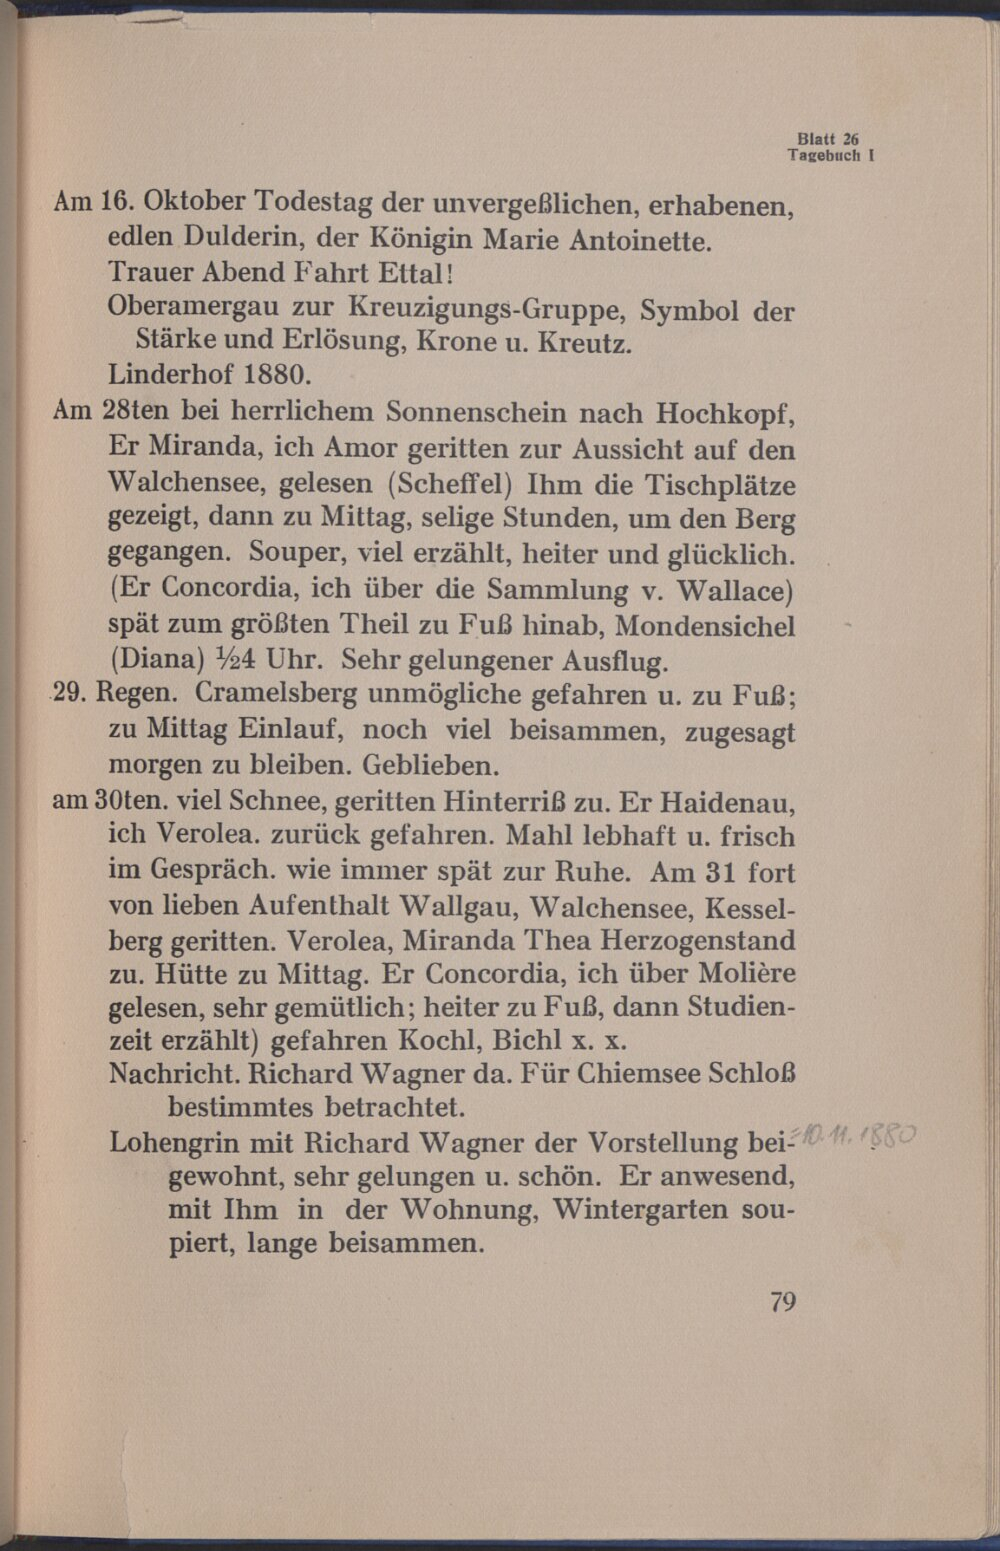 Blatt 26
Tagebuch I
Am 16. Oktober Todestag der unvergeßlichen, erhabenen,
edlen Dulderin, der Königin Marie Antoinette.
Trauer Abend Fahrt Ettal!
Oberamergau zur Kreuzigungs-Gruppe, Symbol der
Stärke und Erlösung, Krone u. Kreutz.
Linderhof 1880.
Am 28ten bei herrlichem Sonnenschein nach Hochkopf,
Er Miranda, ich Amor geritten zur Aussicht auf den
Walchensee, gelesen (Scheffel) Ihm die Tischplätze
gezeigt, dann zu Mittag, selige Stunden, um den Berg
gegangen. Souper, viel erzählt, heiter und glücklich.
(Er Concordia, ich über die Sammlung v. Wallace)
spät zum größten Theil zu Fuß hinab, Mondensichel
(Diana) ½4 Uhr. Sehr gelungener Ausflug.
29. Regen. Cramelsberg unmögliche gefahren u. zu Fuß;
zu Mittag Einlauf, noch viel beisammen, zugesagt
morgen zu bleiben. Geblieben.
am 30ten. viel Schnee, geritten Hinterriß zu. Er Haidenau,
ich Verolea. zurück gefahren. Mahl lebhaft u. frisch
im Gespräch. wie immer spät zur Ruhe. Am 31 fort
von lieben Aufenthalt Wallgau, Walchensee, Kessel-
berg geritten. Verolea, Miranda Thea Herzogenstand
zu. Hütte zu Mittag. Er Concordia, ich über Molière
gelesen, sehr gemütlich; heiter zu Fuß, dann Studien-
zeit erzählt) gefahren Kochl, Bichl x. x.
Nachricht. Richard Wagner da. Für Chiemsee Schloß
bestimmtes betrachtet.
Lohengrin mit Richard Wagner der Vorstellung bei- =10.11.1880
gewohnt, sehr gelungen u. schön. Er anwesend,
mit Ihm in der Wohnung, Wintergarten sou-
piert, lange beisammen.
79